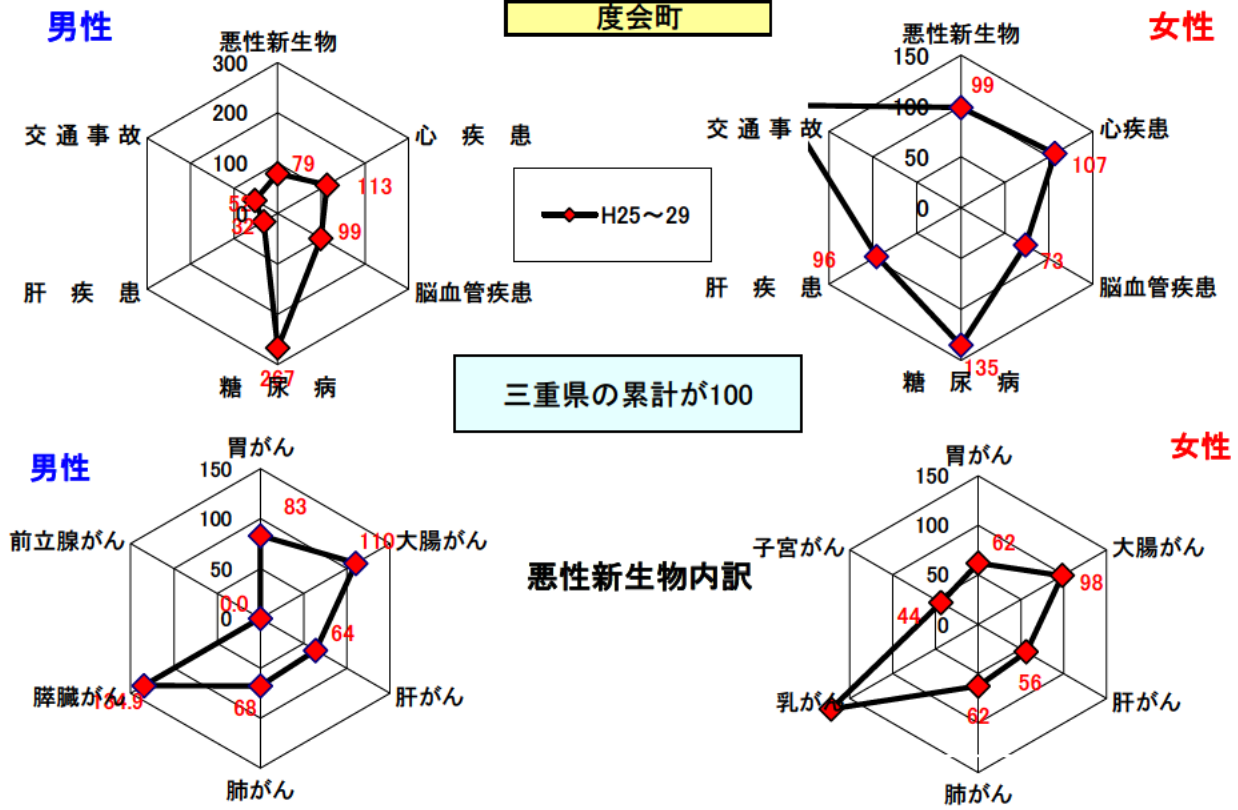 度会町
男性
悪性新生物
300
200
100
0
心 疾 患
脳血管疾患
糖 尿 病
肝 疾 患
交 通 事 故
79
113
99
267
32
H25～29
女性
悪性新生物
150
100
50
0
心疾患
脳血管疾患
糖 尿 病
肝 疾 患
交 通 事 故
99
107
73
135
96
三重県の累計が100
男性
胃がん
150
100
50
0
大腸がん
肝がん
肺がん
膵臓がん
前立腺がん
83
110
64
68
134.9
0.0
悪性新生物内訳
女性
胃がん
150
100
50
0
大腸がん
肝がん
肺がん
乳がん
子宮がん
62
98
56
62
44